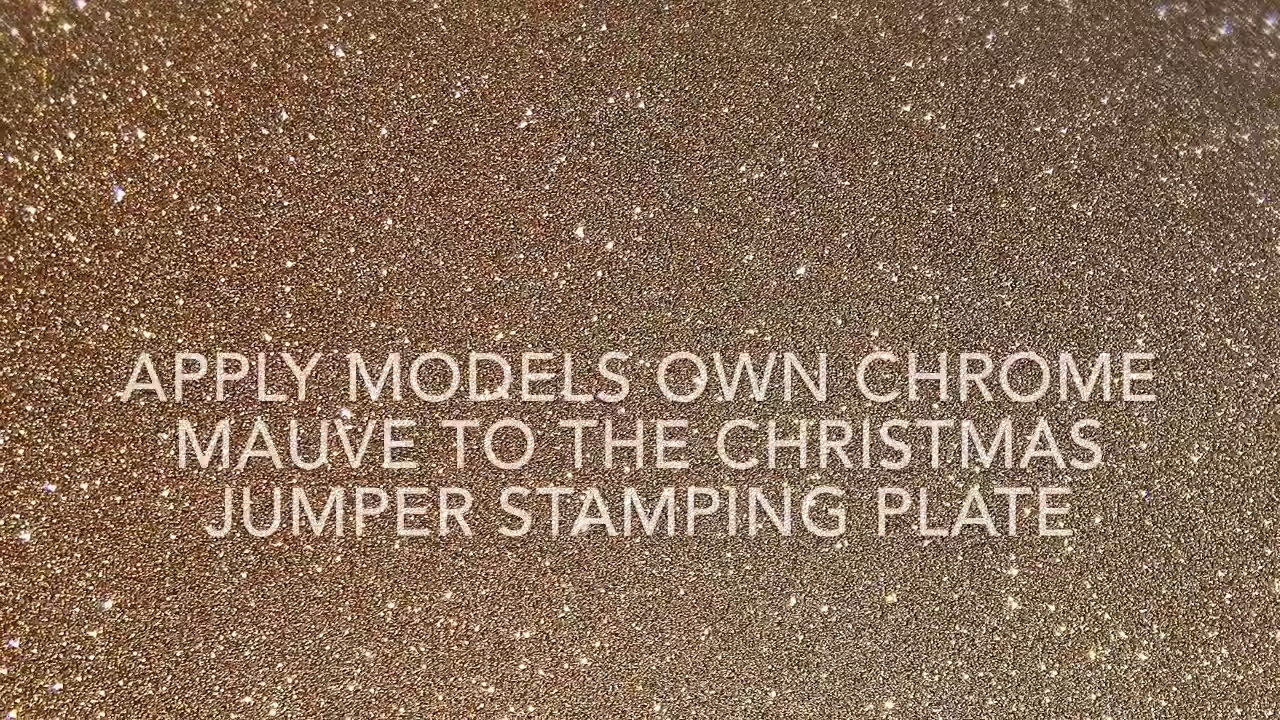 APPLY MODELS OWN CHROME
MAUVE TO THE CHRISTMAS
JUMPER STAMPING PLATE